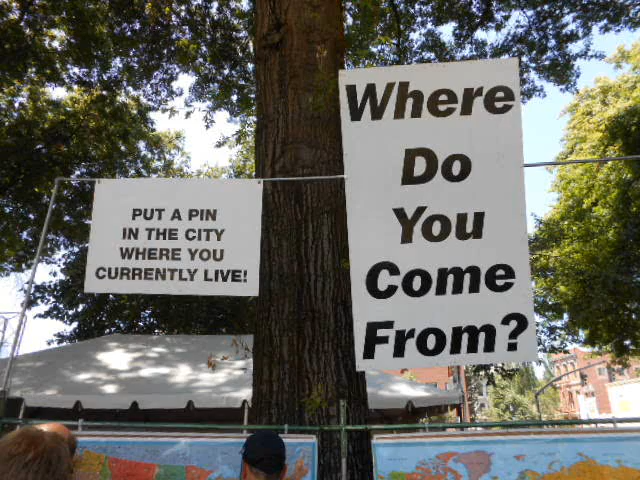 PUT A PIN
IN THE CITY
WHERE YOU
CURRENTLY LIVE!
Where
Do
You
Come
From?